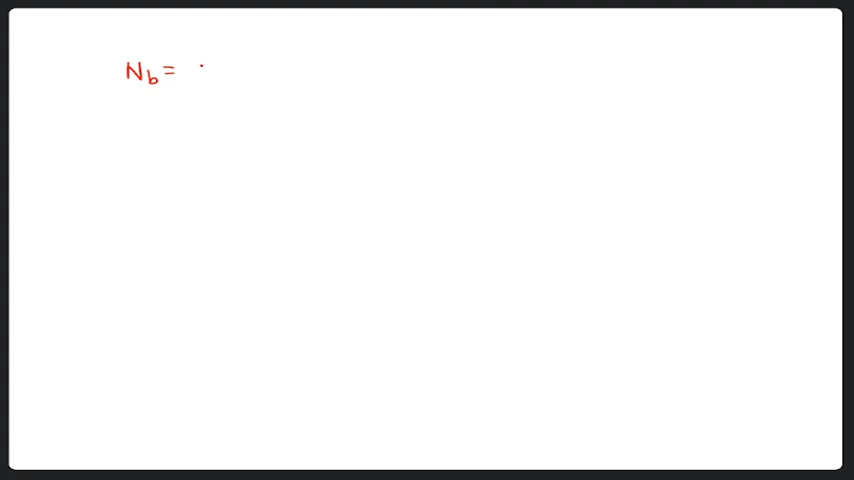 N_b =